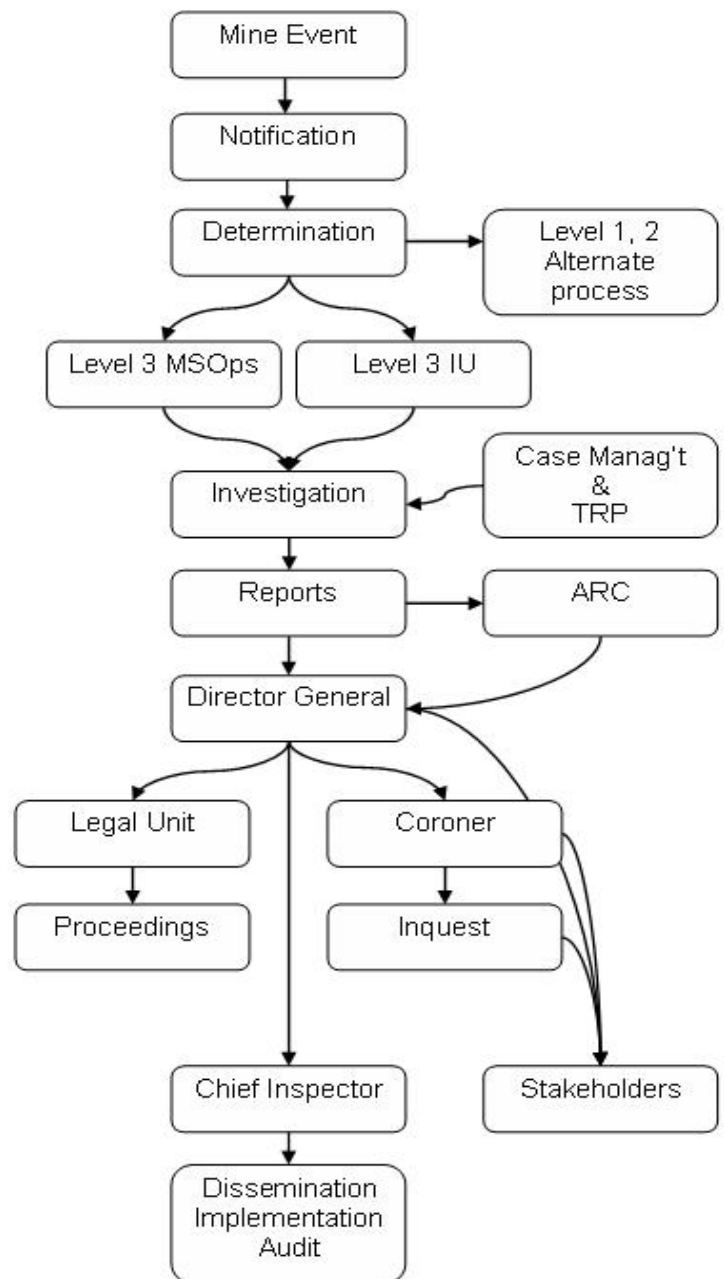 Mine Event
Notification
Determination
Level 1, 2
Alternate
process
Level 3 MSOps
Level 3 IU
Investigation
Case Manag't
&
TRP
Reports
ARC
Director General
Legal Unit
Coroner
Proceedings
Inquest
Chief Inspector
Stakeholders
Dissemination
Implementation
Audit